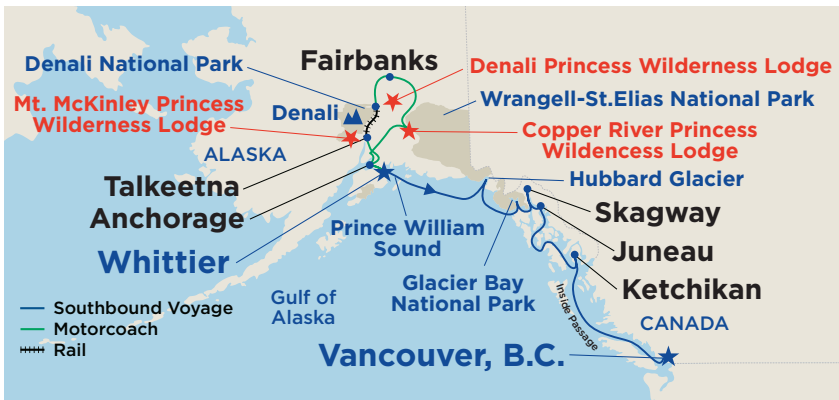 Fairbanks
Denali National Park
Denali Princess Wilderness Lodge
Mt. McKinley Princess
Wilderness Lodge
Denali
Wrangell-St.Elias National Park
Copper River Princess
Wildencess Lodge
ALASKA
Hubbard Glacier
Talkeetna
Anchorage
Skagway
Prince William
Sound
Juneau
Whittier
Glacier Bay
National Park
Ketchikan
Gulf of
Alaska
Inside Passage
Southbound Voyage
Motorcoach
Rail
CANADA
Vancouver, B.C.